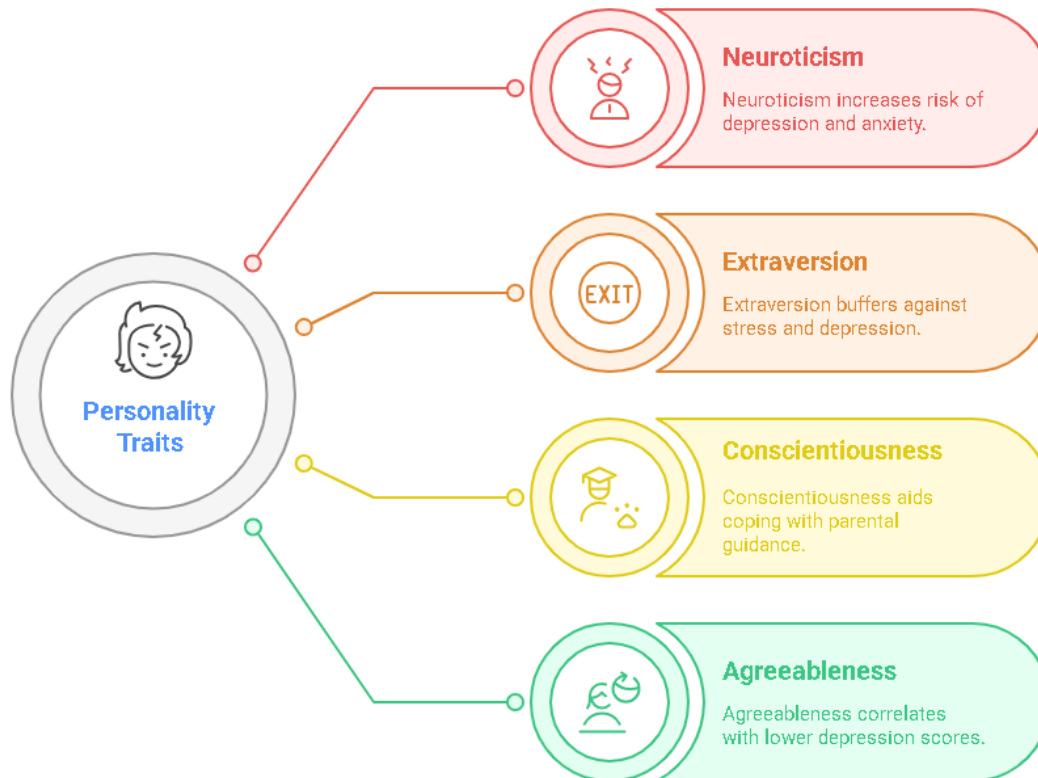 Personality
Traits
Neuroticism
Neuroticism increases risk of
depression and anxiety.
Extraversion
EXIT
Extraversion buffers against
stress and depression.
Conscientiousness
Conscientiousness aids
coping with parental
guidance.
Agreeableness
Agreeableness correlates
with lower depression scores.